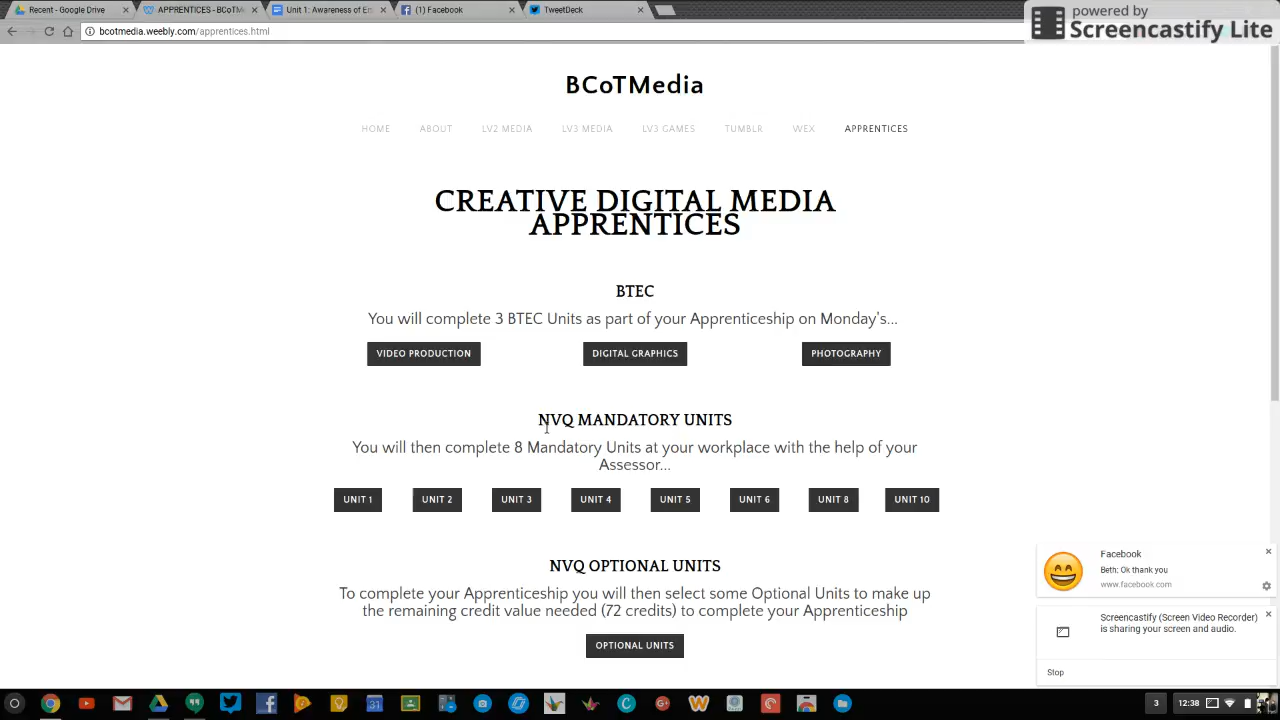 Recent - Google Drive
APPRENTICES - BCoTM
Unit 1: Awareness of Em
(1) Facebook
TweetDeck
bcotmedia.weebly.com/apprentices.html
powered by
Screencastify Lite
BCoTMedia
HOME ABOUT LV2 MEDIA LV3 MEDIA LV3 GAMES TUMBLR WEX APPRENTICES
CREATIVE DIGITAL MEDIA
APPRENTICES
BTEC
You will complete 3 BTEC Units as part of your Apprenticeship on Monday's...
VIDEO PRODUCTION DIGITAL GRAPHICS PHOTOGRAPHY
NVQ MANDATORY UNITS
You will then complete 8 Mandatory Units at your workplace with the help of your
Assessor...
UNIT 1 UNIT 2 UNIT 3 UNIT 4 UNIT 5 UNIT 6 UNIT 8 UNIT 10
NVQ OPTIONAL UNITS
To complete your Apprenticeship you will then select some Optional Units to make up
the remaining credit value needed (72 credits) to complete your Apprenticeship
OPTIONAL UNITS
Facebook
Beth: Ok thank you
www.facebook.com
Screencastify (Screen Video Recorder)
is sharing your screen and audio.
Stop
31
3 12:38